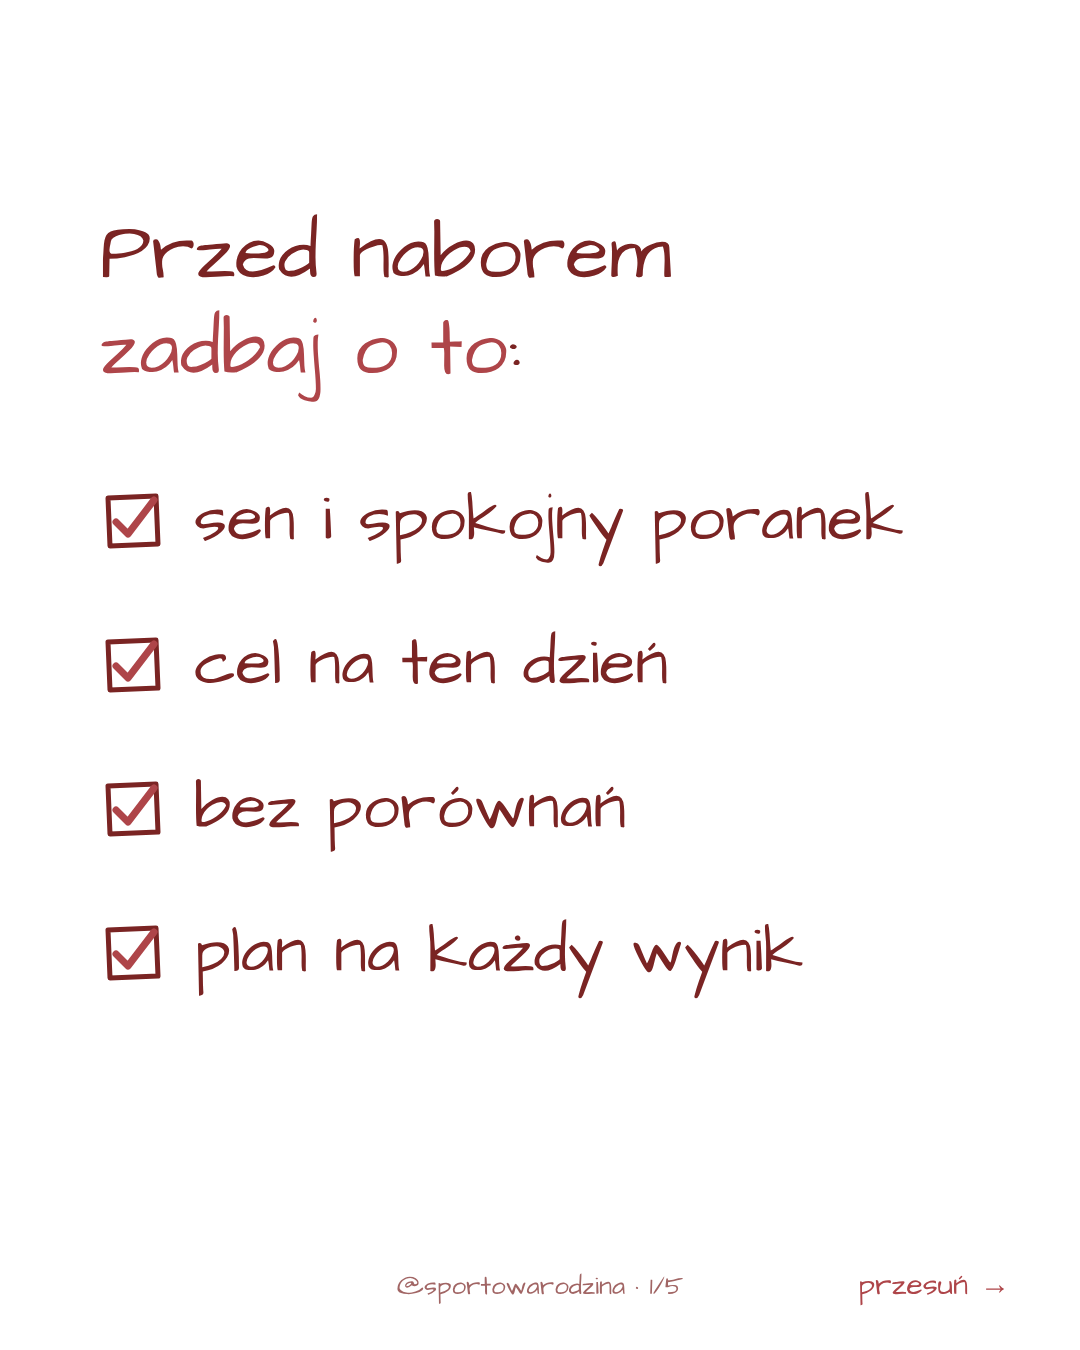 Przed naborem
zadbaj o to:
sen i spokojny poranek
cel na ten dzień
bez porównań
plan na każdy wynik
@sportowarodzina · 1/5
przesuń →